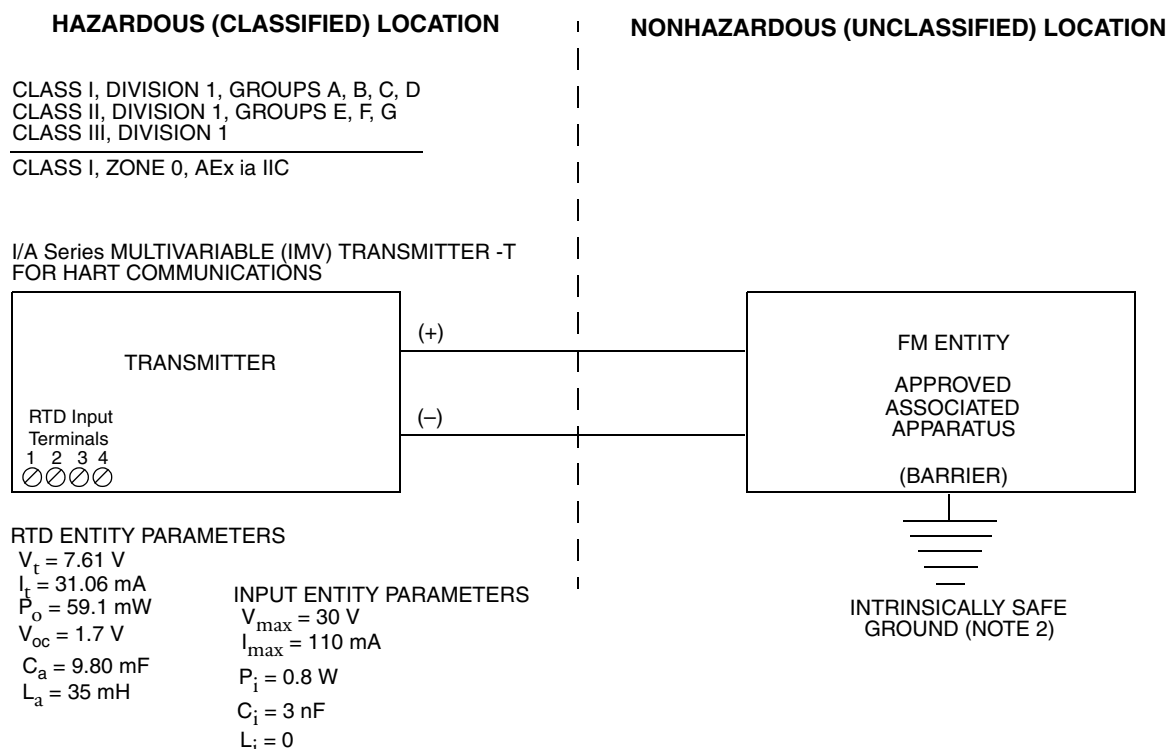 HAZARDOUS (CLASSIFIED) LOCATION
NONHAZARDOUS (UNCLASSIFIED) LOCATION
CLASS I, DIVISION 1, GROUPS A, B, C, D
CLASS II, DIVISION 1, GROUPS E, F, G
CLASS III, DIVISION 1
CLASS I, ZONE 0, AEx ia IIC
I/A Series MULTIVARIABLE (IMV) TRANSMITTER -T
FOR HART COMMUNICATIONS
TRANSMITTER
RTD Input
Terminals
1 2 3 4
(+)
(–)
FM ENTITY
APPROVED
ASSOCIATED
APPARATUS
(BARRIER)
INTRINSICALLY SAFE
GROUND (NOTE 2)
RTD ENTITY PARAMETERS
Vt = 7.61 V
It = 31.06 mA
Po = 59.1 mW
Voc = 1.7 V
Ca = 9.80 mF
La = 35 mH
INPUT ENTITY PARAMETERS
Vmax = 30 V
Imax = 110 mA
Pi = 0.8 W
Ci = 3 nF
Li = 0